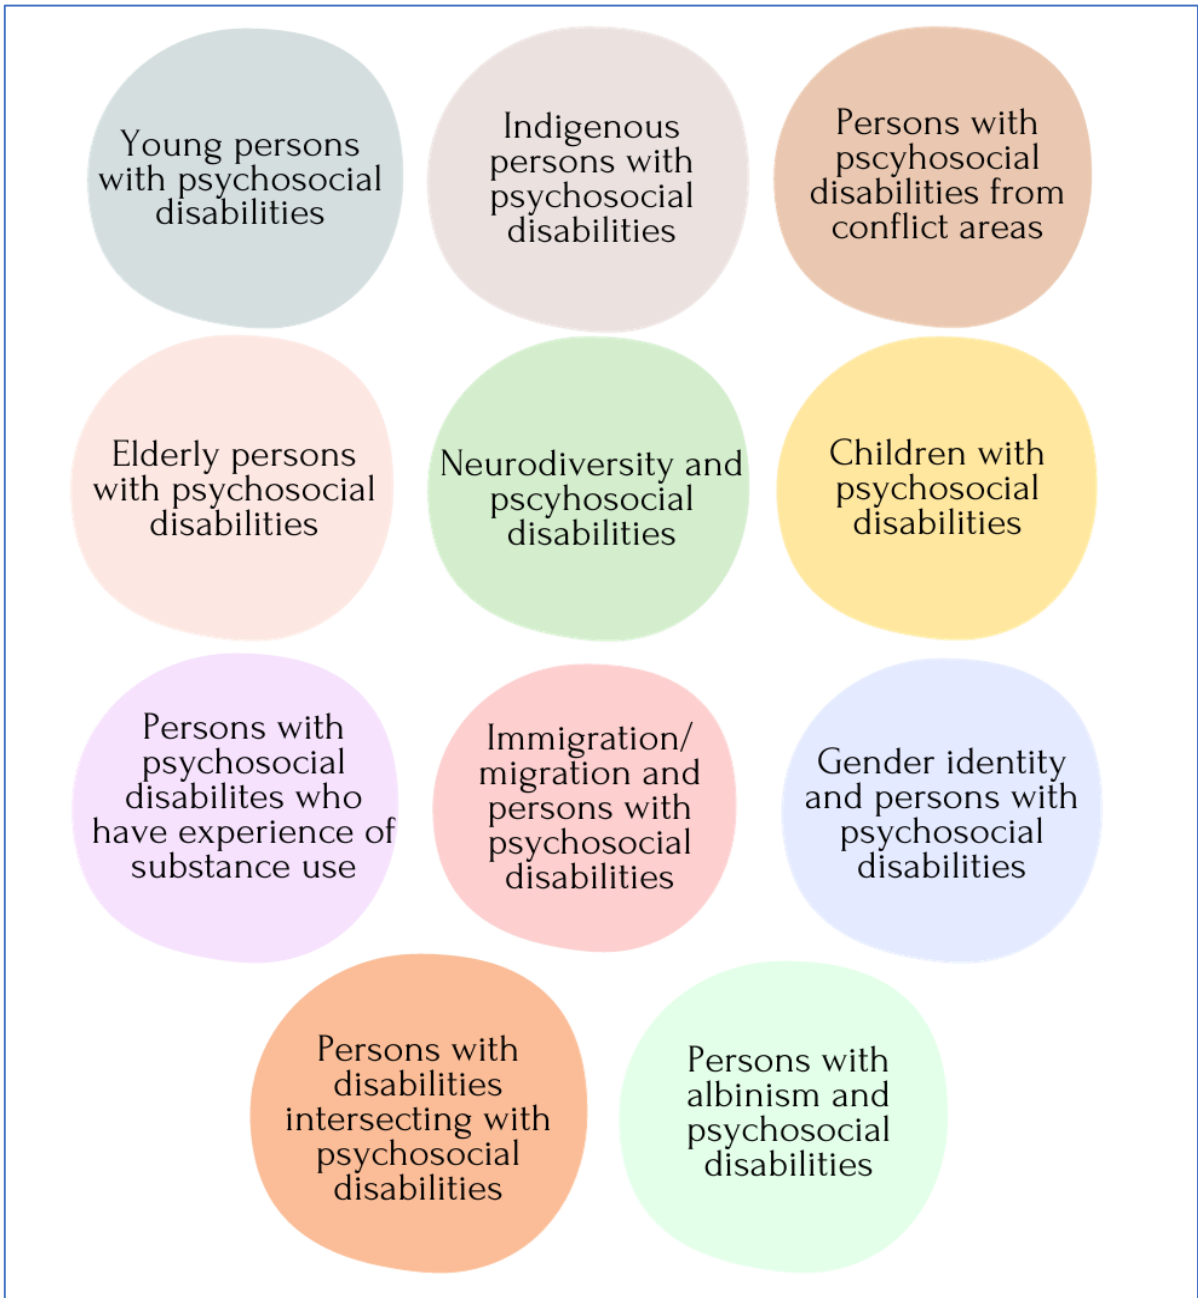 Young persons
with psychosocial
disabilities
Indigenous
persons with
psychosocial
disabilities
Persons with
pscyhosocial
disabilities from
conflict areas
Elderly persons
with psychosocial
disabilities
Neurodiversity and
pscyhosocial
disabilities
Children with
psychosocial
disabilities
Persons with
psychosocial
disabilites who
have experience of
substance use
Immigration/
migration and
persons with
psychosocial
disabilities
Gender identity
and persons with
psychosocial
disabilities
Persons with
disabilities
intersecting with
psychosocial
disabilities
Persons with
albinism and
psychosocial
disabilities